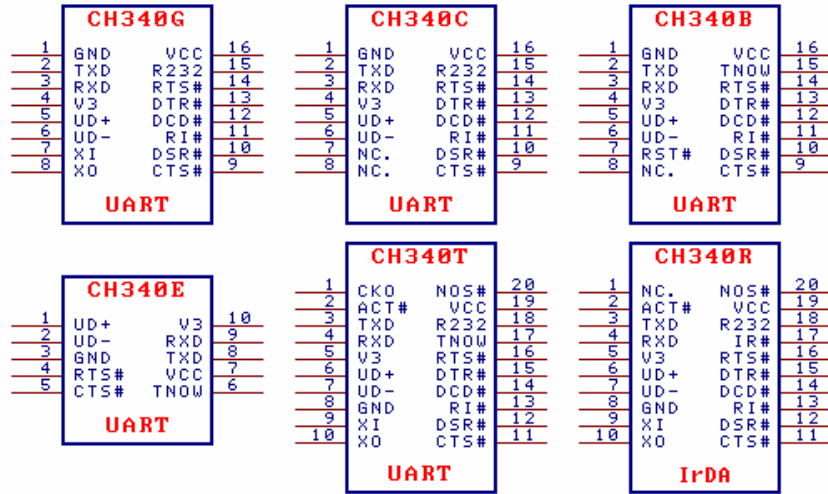 CH340G
1 GND VCC 16
2 TXD R232 15
3 RXD RTS# 14
4 V3 DTR# 13
5 UD+ DCD# 12
6 UD- RI# 11
7 XI DSR# 10
8 XO CTS# 9
UART
CH340C
1 GND VCC 16
2 TXD R232 15
3 RXD RTS# 14
4 V3 DTR# 13
5 UD+ DCD# 12
6 UD- RI# 11
7 NC. DSR# 10
8 NC. CTS# 9
UART
CH340B
1 GND VCC 16
2 TXD TNOW 15
3 RXD RTS# 14
4 V3 DTR# 13
5 UD+ DCD# 12
6 UD- RI# 11
7 RST# DSR# 10
8 NC. CTS# 9
UART
CH340E
1 UD+ V3 10
2 UD- RXD 9
3 GND TXD 8
4 RTS# VCC 7
5 CTS# TNOW 6
UART
CH340T
1 CKO NOS# 20
2 ACT# VCC 19
3 TXD R232 18
4 RXD TNOW 17
5 V3 RTS# 16
6 UD+ DTR# 15
7 UD- DCD# 14
8 GND RI# 13
9 XI DSR# 12
10 XO CTS# 11
UART
CH340R
1 NC. NOS# 20
2 ACT# VCC 19
3 TXD R232 18
4 RXD IR# 17
5 V3 RTS# 16
6 UD+ DTR# 15
7 UD- DCD# 14
8 GND RI# 13
9 XI DSR# 12
10 XO CTS# 11
IrDA